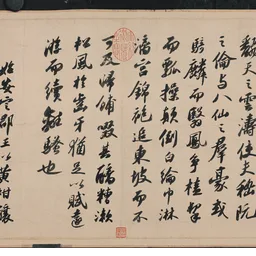 翻天之雲濤使夫嵇阮
之倫與八仙之群豪或
騎麟而翳鳳爭榼挈
而瓢操顛倒白綸巾淋
漓宮錦袍追東坡而不
可及歸餔歠其醨糟漱
松風於齒牙猶足以賦遠
游而續離騷也
始安定郡王以黃柑釀